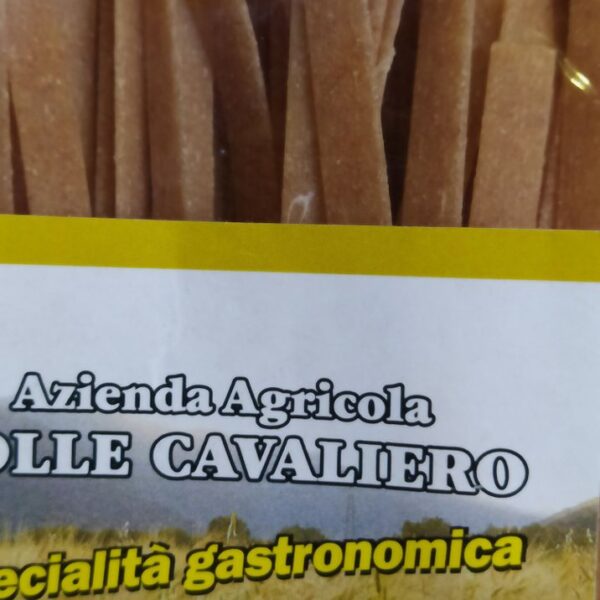 Azienda Agricola
OLLE CAVALIERO
ecialità gastronomica